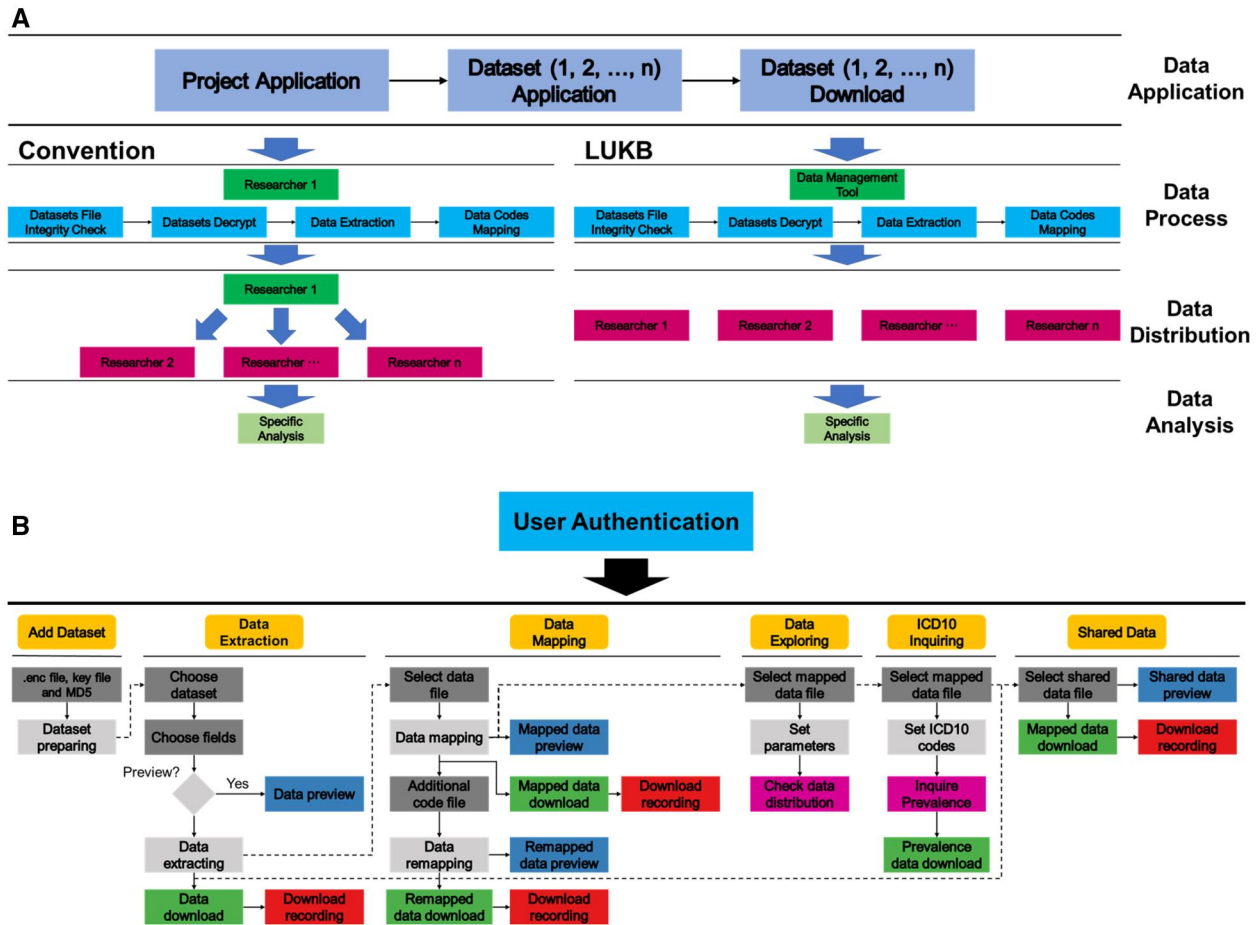 A
Project Application
Dataset (1, 2, …, n)
Application
Dataset (1, 2, …, n)
Download
Data
Application
Convention
LUKB
Researcher 1
Datasets File
Integrity Check
Datasets Decrypt
Data Extraction
Data Codes
Mapping
Data Management
Tool
Datasets File
Integrity Check
Datasets Decrypt
Data Extraction
Data Codes
Mapping
Data
Process
Researcher 1
Researcher 2
Researcher …
Researcher n
Researcher 1
Researcher 2
Researcher …
Researcher n
Data
Distribution
Specific
Analysis
Specific
Analysis
Data
Analysis
B
User Authentication
Add Dataset
.enc file, key file
and MD5
Dataset
preparing
Data
Extraction
Choose
dataset
Choose fields
Preview?
Yes
Data preview
Data
extracting
Data
download
Download
recording
Data
Mapping
Select data
file
Data mapping
Mapped data
preview
Additional
code file
Mapped data
download
Download
recording
Data
remapping
Remapped
data preview
Remapped
data download
Download
recording
Data
Exploring
Select mapped
data file
Set
parameters
Check data
distribution
ICD10
Inquiring
Select mapped
data file
Set ICD10
codes
Inquire
Prevalence
Prevalence
data download
Shared Data
Select shared
data file
Shared data
preview
Mapped data
download
Download
recording